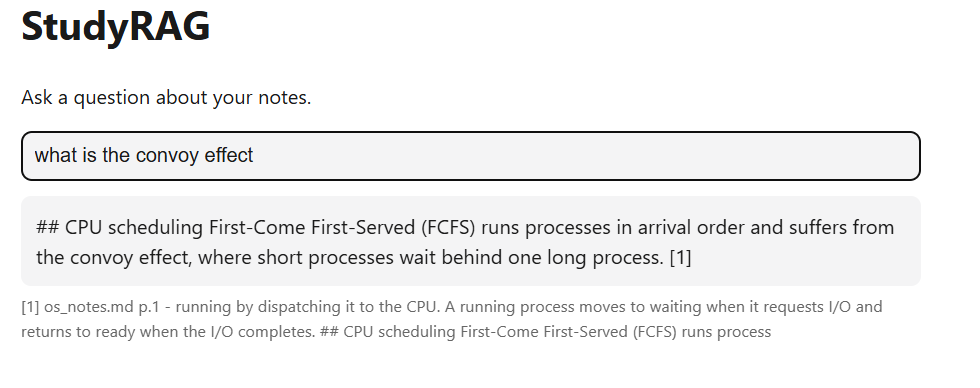 StudyRAG
Ask a question about your notes.
what is the convoy effect
## CPU scheduling First-Come First-Served (FCFS) runs processes in arrival order and suffers from
the convoy effect, where short processes wait behind one long process. [1]
[1] os_notes.md p.1 - running by dispatching it to the CPU. A running process moves to waiting when it requests I/O and
returns to ready when the I/O completes. ## CPU scheduling First-Come First-Served (FCFS) runs process